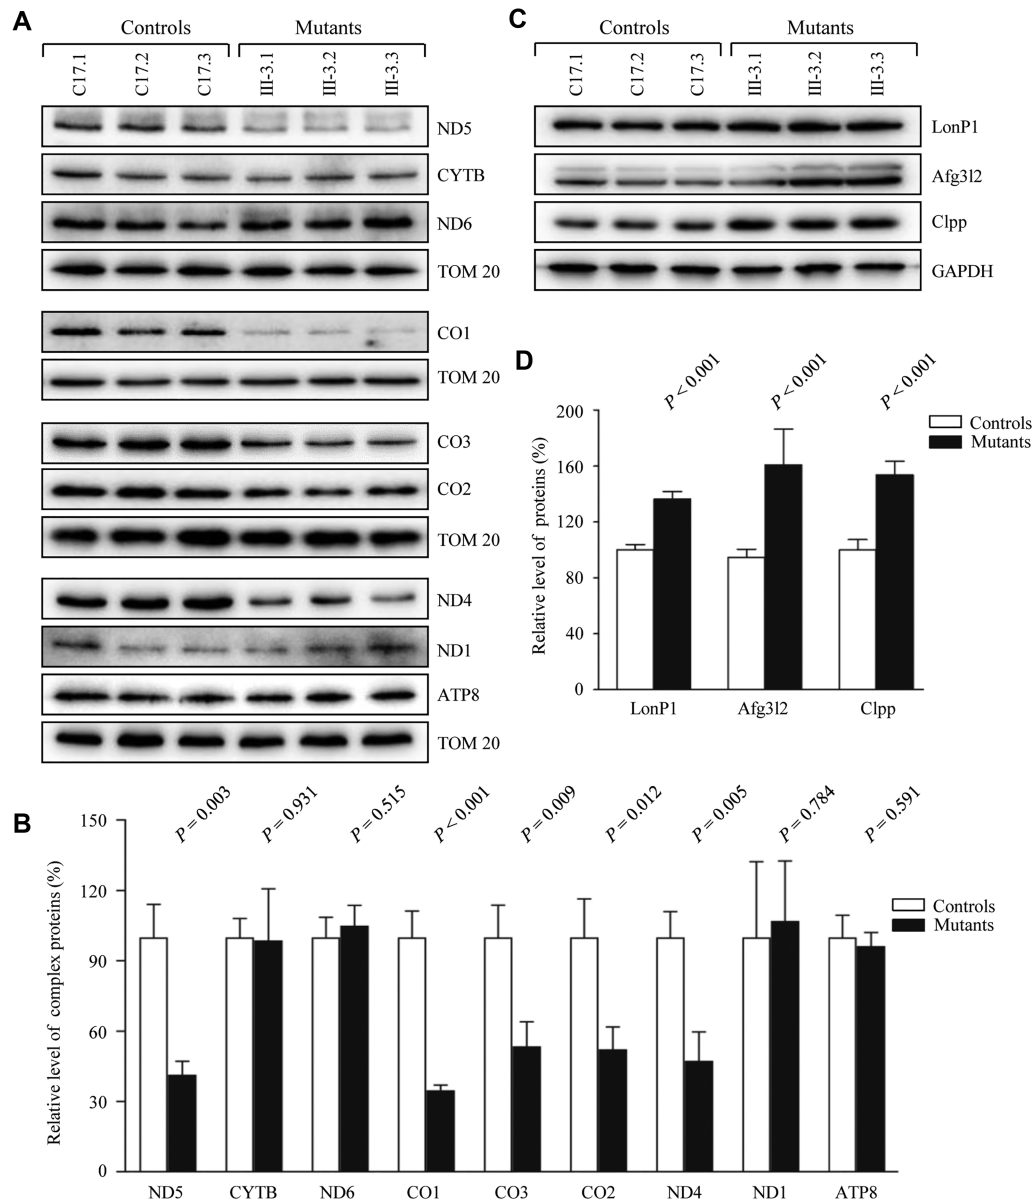 A
Controls Mutants
C17.1 C17.2 C17.3 III-3.1 III-3.2 III-3.3
ND5
CYTB
ND6
TOM 20
CO1
TOM 20
CO3
CO2
TOM 20
ND4
ND1
ATP8
TOM 20
C
Controls Mutants
C17.1 C17.2 C17.3 III-3.1 III-3.2 III-3.3
LonP1
Afg3l2
Clpp
GAPDH
D
P < 0.001 P < 0.001 P < 0.001
Relative level of proteins (%)
200
160
120
80
40
0
LonP1 Afg3l2 Clpp
Controls
Mutants
B
P = 0.003 P = 0.931 P = 0.515 P < 0.001 P = 0.009 P = 0.012 P = 0.005 P = 0.784 P = 0.591
Relative level of complex proteins (%)
150
120
90
60
30
0
ND5 CYTB ND6 CO1 CO3 CO2 ND4 ND1 ATP8
Controls
Mutants